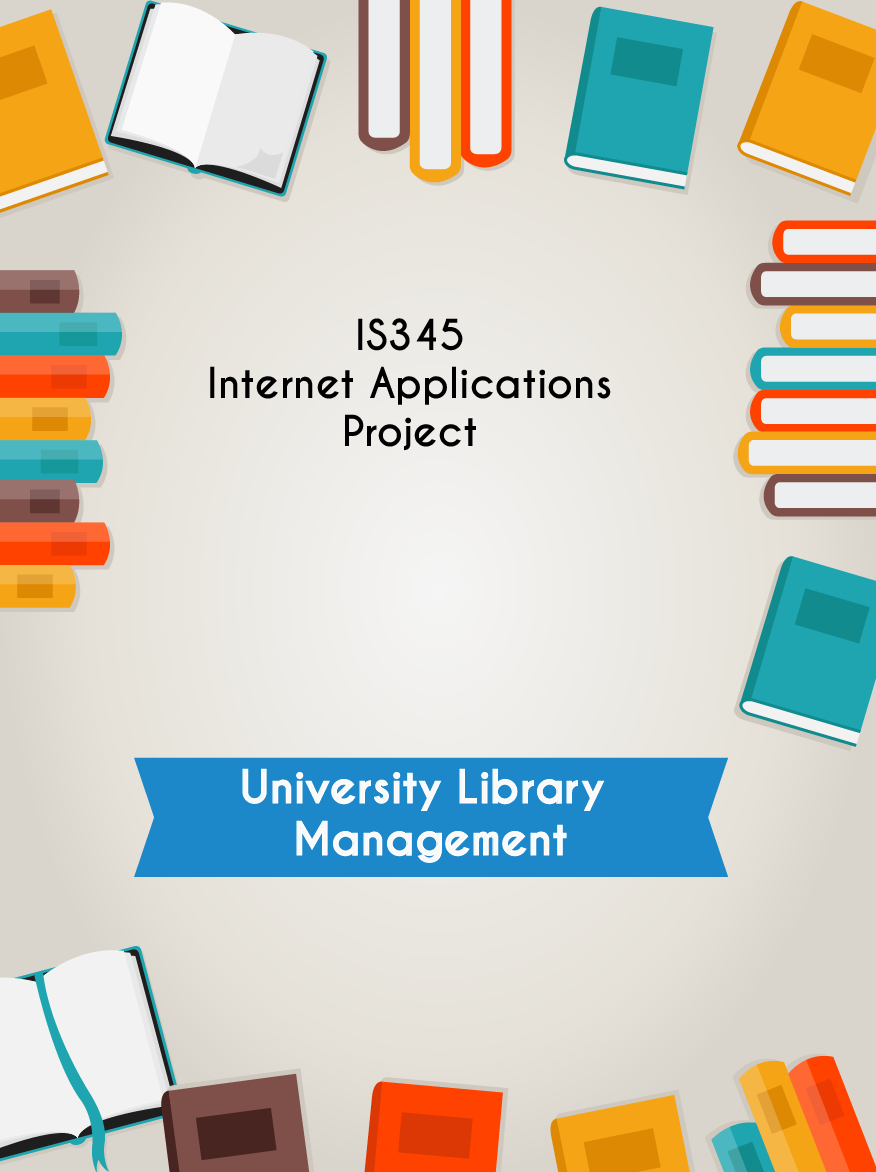 IS345
Internet Applications
Project
University Library
Management